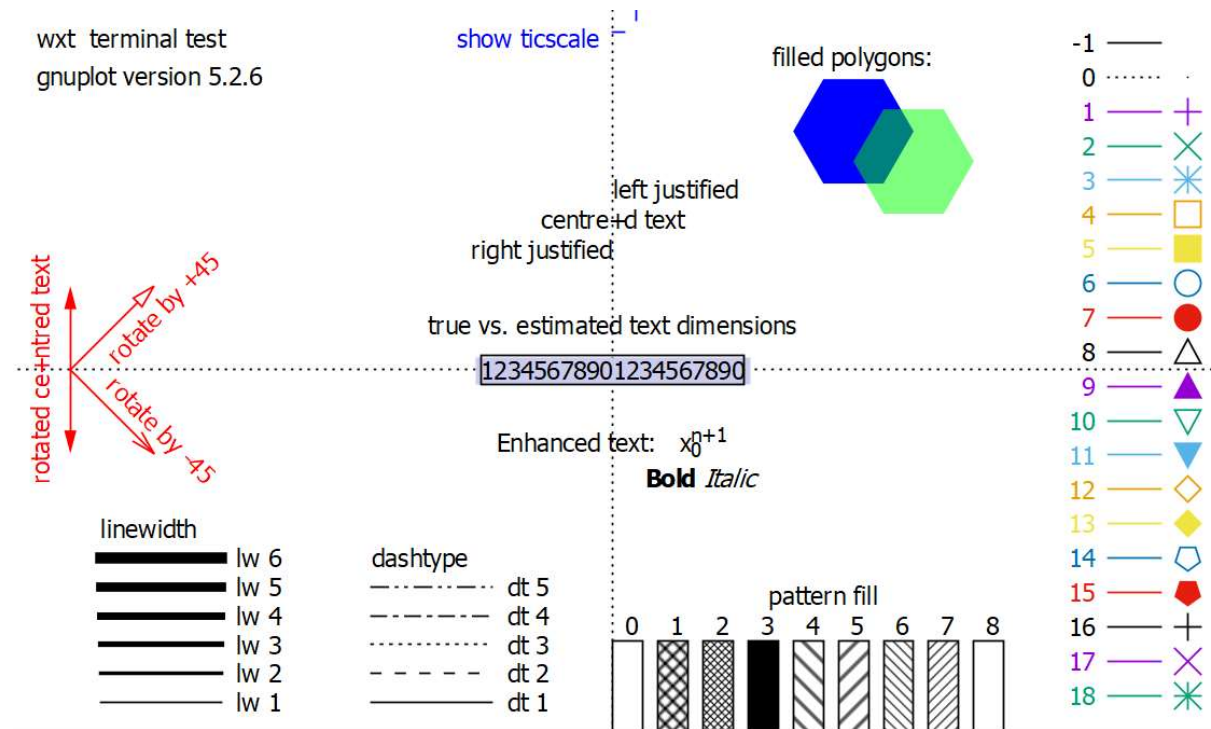 wxt  terminal test
gnuplot version 5.2.6
show ticscale
filled polygons:
left justified
centre+d text
right justified
rotated ce+ntred text
rotate by +45
rotate by -45
true vs. estimated text dimensions
12345678901234567890
Enhanced text:   x₀ⁿ⁺¹
Bold Italic
linewidth
lw 6
lw 5
lw 4
lw 3
lw 2
lw 1
dashtype
dt 5
dt 4
dt 3
dt 2
dt 1
pattern fill
0 1 2 3 4 5 6 7 8
-1
0
1
2
3
4
5
6
7
8
9
10
11
12
13
14
15
16
17
18